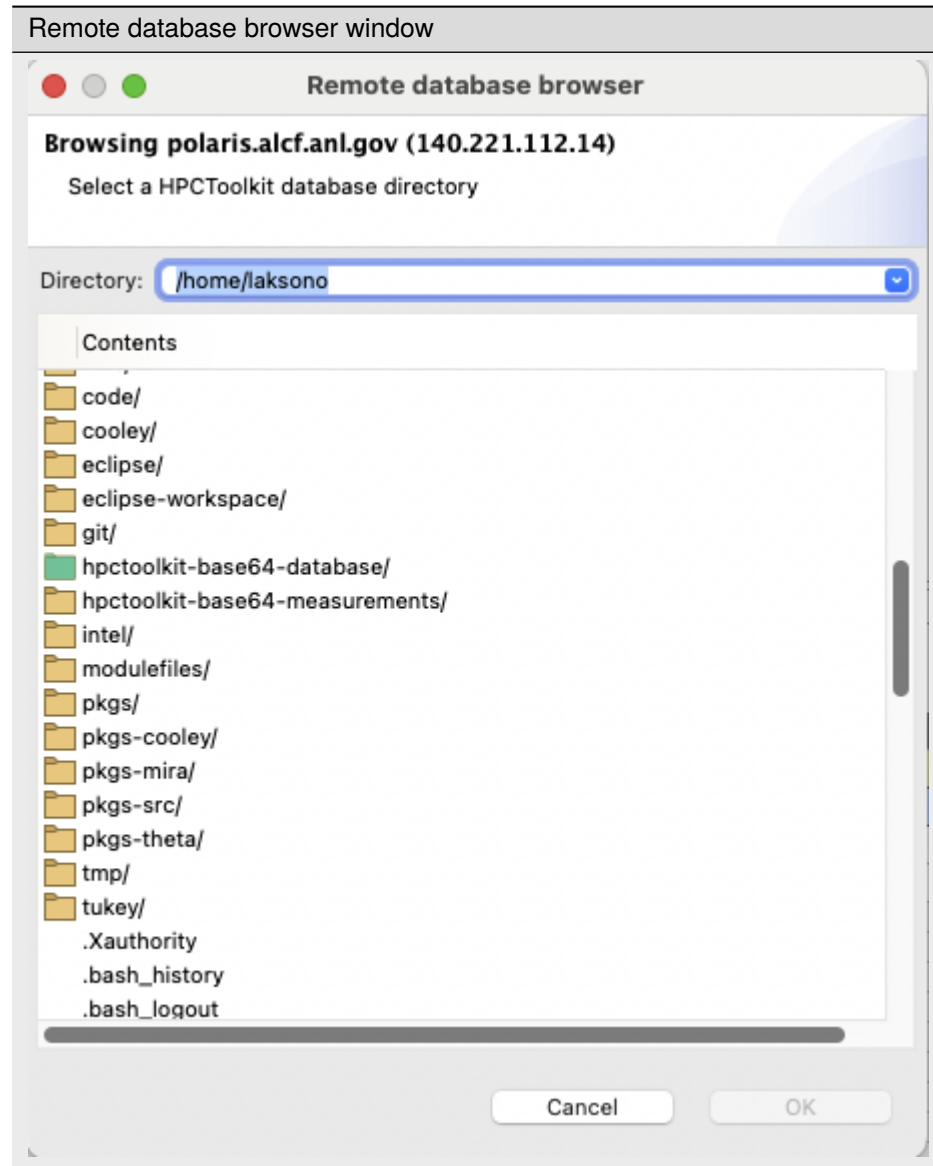 Remote database browser window
Remote database browser
Browsing polaris.alcf.anl.gov (140.221.112.14)
Select a HPCToolkit database directory
Directory: /home/laksono
Contents
code/
cooley/
eclipse/
eclipse-workspace/
git/
hpctoolkit-base64-database/
hpctoolkit-base64-measurements/
intel/
modulefiles/
pkgs/
pkgs-cooley/
pkgs-mira/
pkgs-src/
pkgs-theta/
tmp/
tukey/
.Xauthority
.bash_history
.bash_logout
Cancel OK